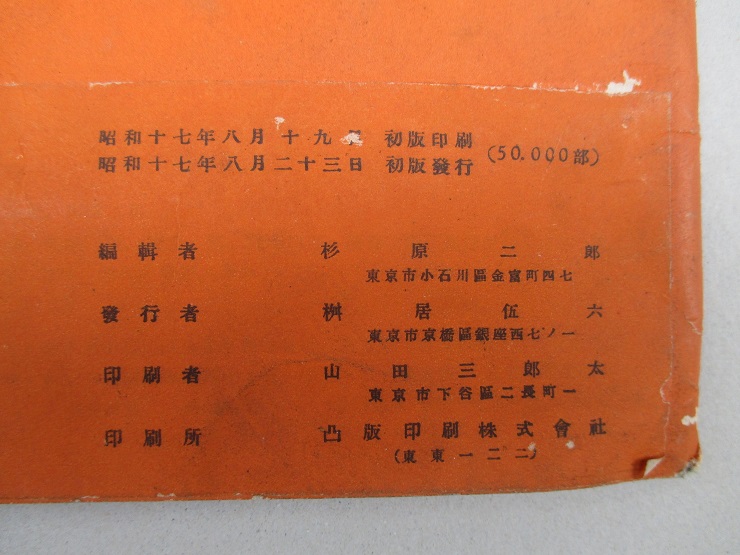 昭和十七年八月十九日 初版印刷
昭和十七年八月二十三日 初版發行
(50.000部)
編輯者 杉原二郎
東京市小石川區金富町四七
發行者 桝居伍六
東京市京橋區銀座西七ノ一
印刷者 山田三郎太
東京市下谷區二長町一
印刷所 凸版印刷株式會社
(東東一二二)